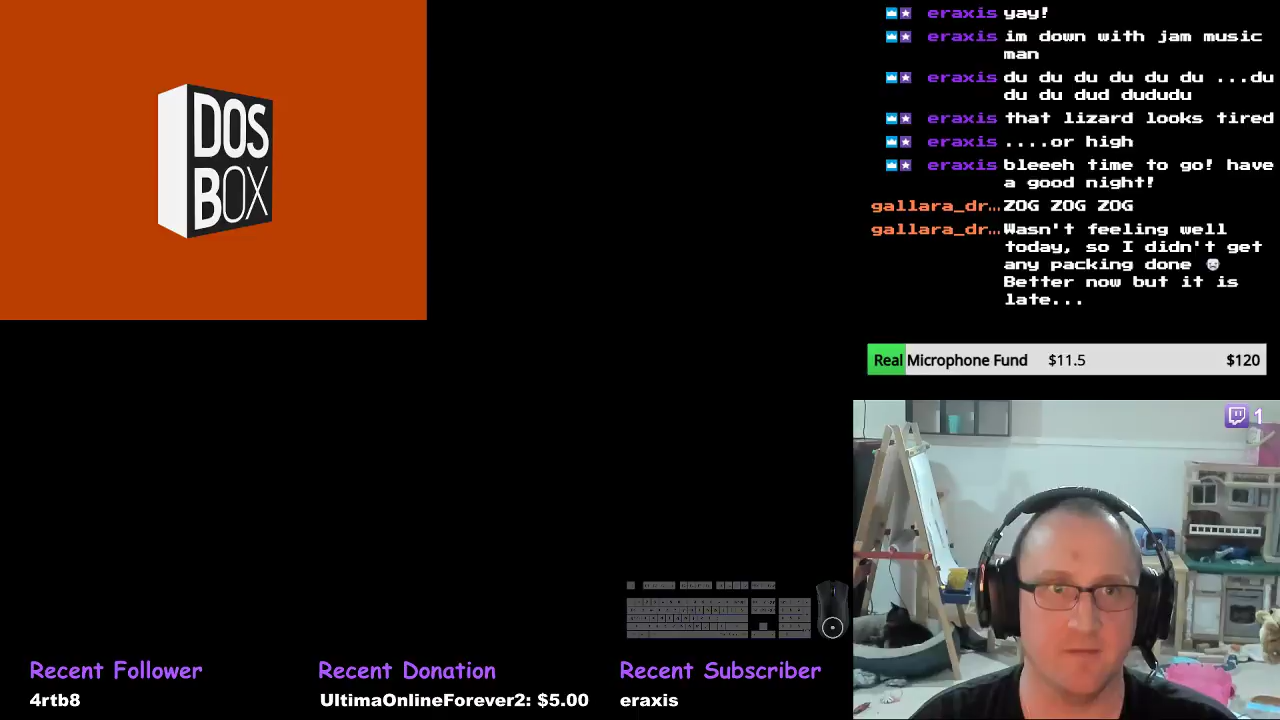 DOS
BOX
eraxis yay!
eraxis im down with jam music
man
eraxis du du du du du du ...du
du du dud dududu
eraxis that lizard looks tired
eraxis ....or high
eraxis bleeeh time to go! have
a good night!
gallara_dr... ZOG ZOG ZOG
gallara_dr... Wasn't feeling well
today, so I didn't get
any packing done
Better now but it is
late...
Real Microphone Fund $11.5 $120
1
Recent Follower
4rtb8
Recent Donation
UltimaOnlineForever2: $5.00
Recent Subscriber
eraxis